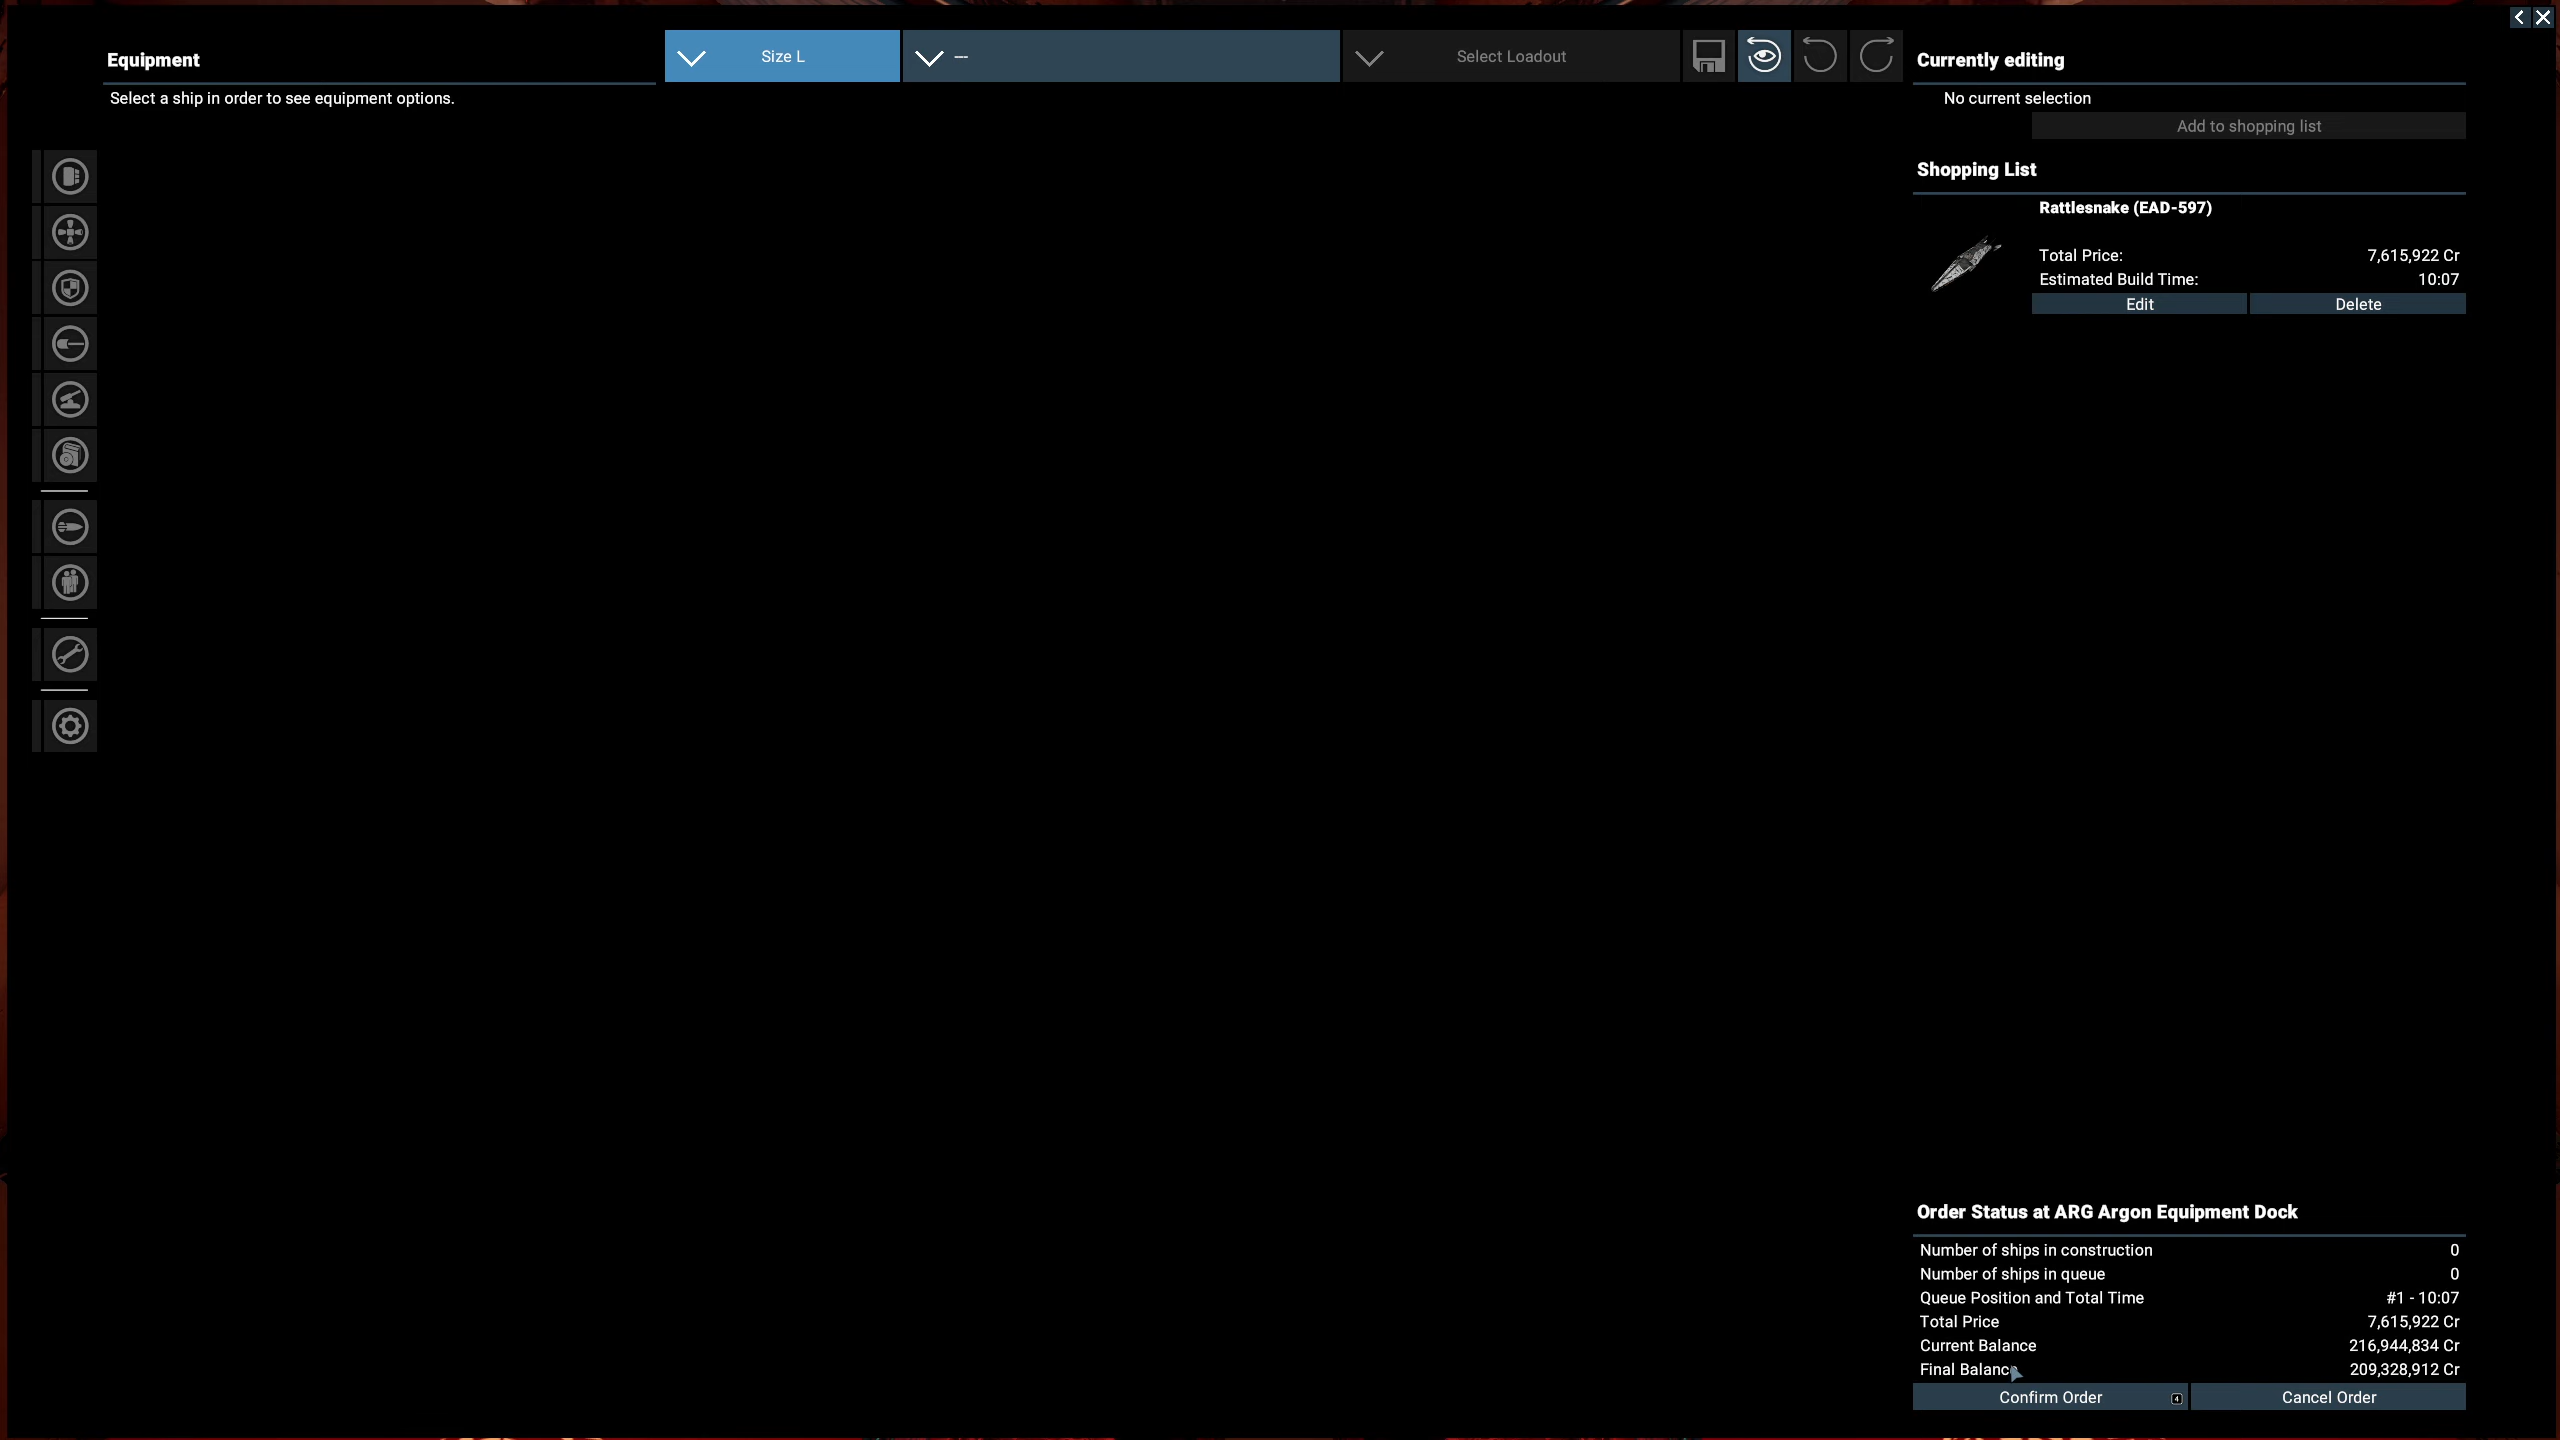 Equipment
Select a ship in order to see equipment options.
Size L
---
Select Loadout
Currently editing
No current selection
Add to shopping list
Shopping List
Rattlesnake (EAD-597)
Total Price: 7,615,922 Cr
Estimated Build Time: 10:07
Edit Delete
Order Status at ARG Argon Equipment Dock
Number of ships in construction 0
Number of ships in queue 0
Queue Position and Total Time #1 - 10:07
Total Price 7,615,922 Cr
Current Balance 216,944,834 Cr
Final Balance 209,328,912 Cr
Confirm Order 4 Cancel Order